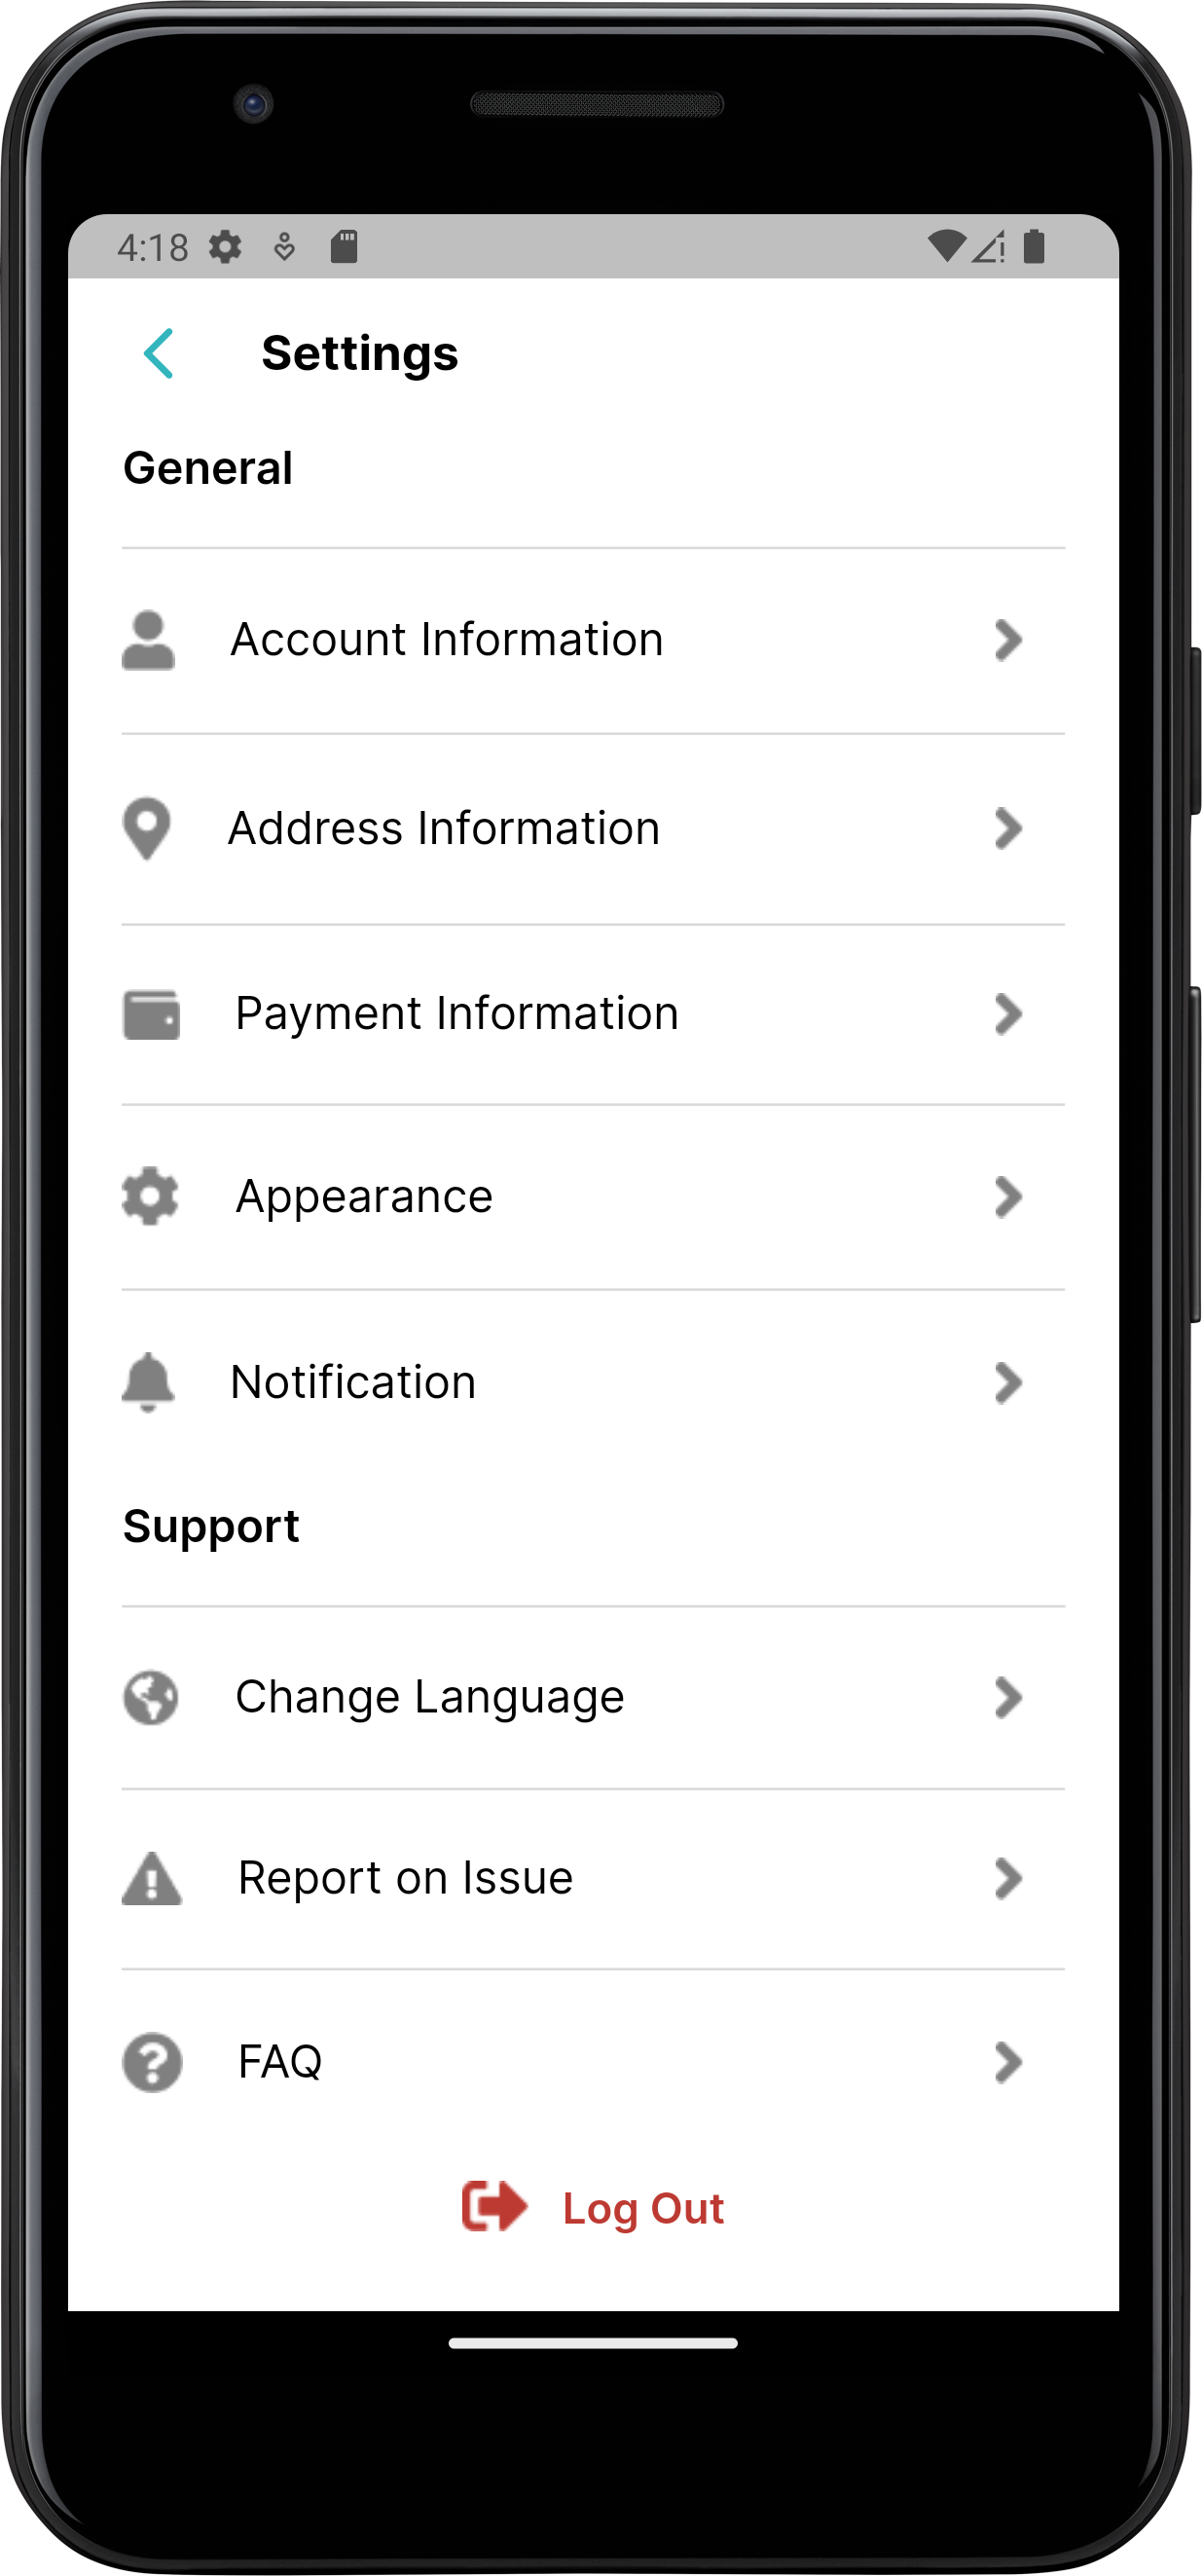 4:18
Settings
General
Account Information
Address Information
Payment Information
Appearance
Notification
Support
Change Language
Report on Issue
FAQ
Log Out